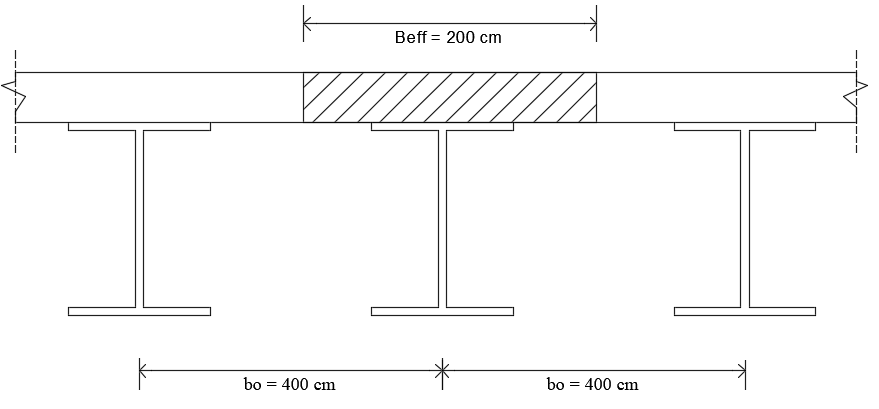 Beff = 200 cm
bo = 400 cm
bo = 400 cm